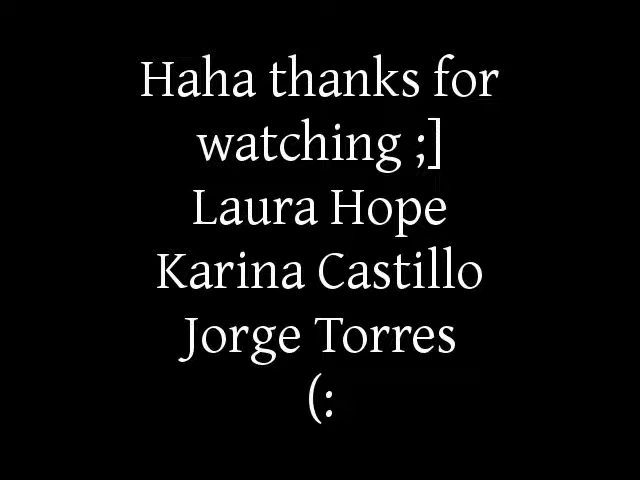 Haha thanks for
watching ;]
Laura Hope
Karina Castillo
Jorge Torres
(: